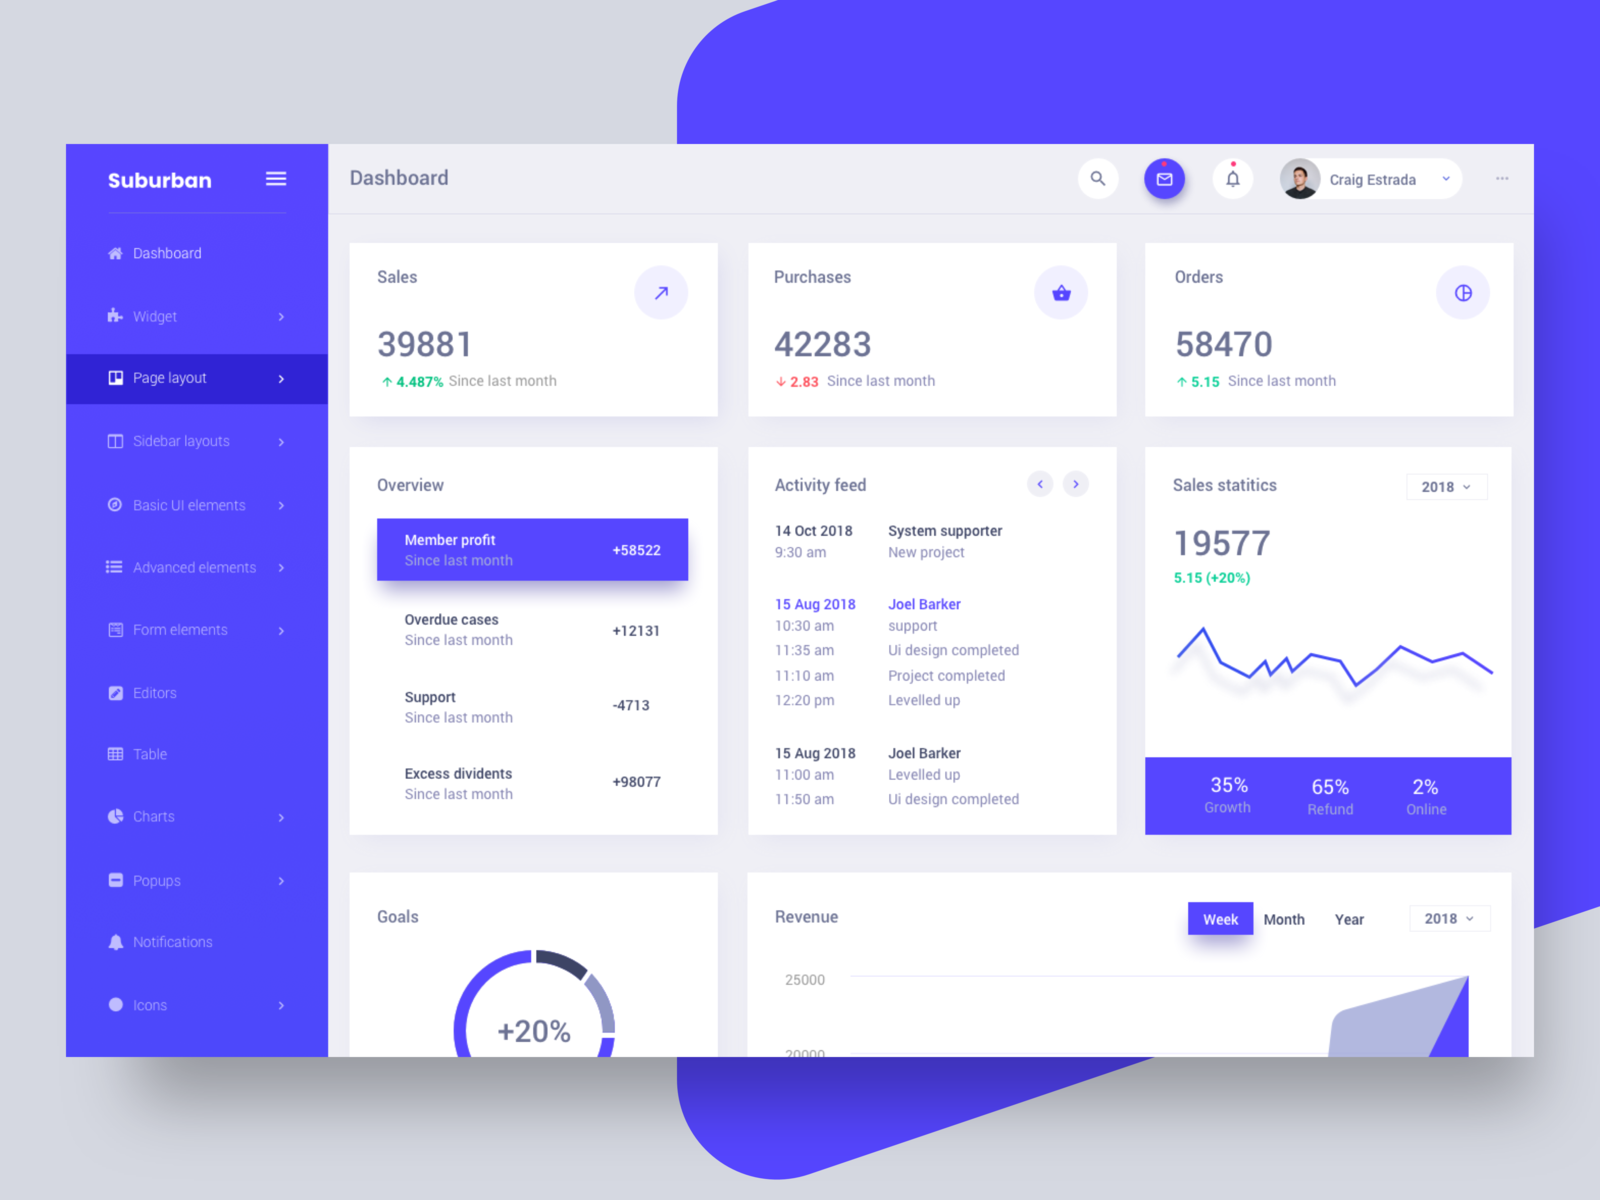 Suburban
Dashboard
Widget
Page layout
Sidebar layouts
Basic UI elements
Advanced elements
Form elements
Editors
Table
Charts
Popups
Notifications
Icons
Dashboard
Craig Estrada
Sales
39881
4.487% Since last month
Purchases
42283
2.83 Since last month
Orders
58470
5.15 Since last month
Overview
Member profit
Since last month
+58522
Overdue cases
Since last month
+12131
Support
Since last month
-4713
Excess dividents
Since last month
+98077
Activity feed
14 Oct 2018 System supporter
9:30 am New project
15 Aug 2018 Joel Barker
10:30 am support
11:35 am Ui design completed
11:10 am Project completed
12:20 pm Levelled up
15 Aug 2018 Joel Barker
11:00 am Levelled up
11:50 am Ui design completed
Sales statitics
2018
19577
5.15 (+20%)
35% 65% 2%
Growth Refund Online
Goals
+20%
Revenue
Week Month Year 2018
25000
20000